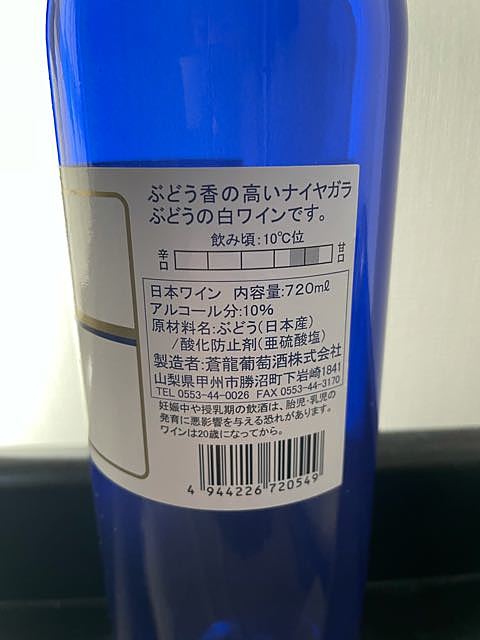 ぶどう香の高いナイヤガラ
ぶどうの白ワインです。
飲み頃:10℃位
辛口 甘口
日本ワイン 内容量:720mℓ
アルコール分:10%
原材料名:ぶどう(日本産)
/酸化防止剤(亜硫酸塩)
製造者:蒼龍葡萄酒株式会社
山梨県甲州市勝沼町下岩崎1841
TEL 0553-44-0026 FAX 0553-44-3170
妊娠中や授乳期の飲酒は、胎児・乳児の
発育に悪影響を与える恐れがあります。
ワインは20歳になってから。
4 944226 720549